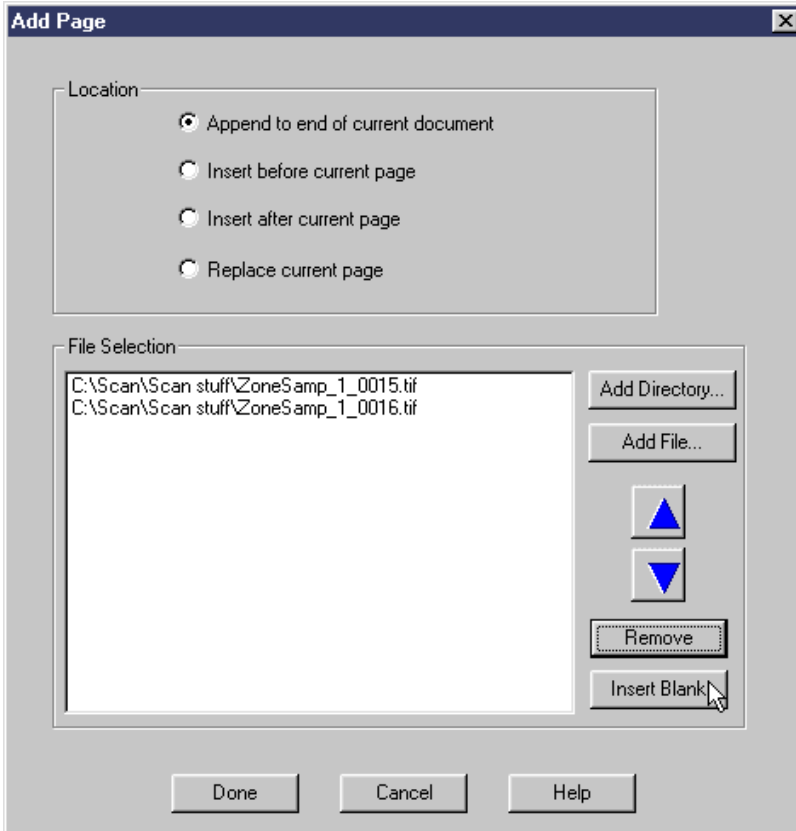 Add Page
Location
Append to end of current document
Insert before current page
Insert after current page
Replace current page
File Selection
C:\Scan\Scan stuff\ZoneSamp_1_0015.tif
C:\Scan\Scan stuff\ZoneSamp_1_0016.tif
Add Directory...
Add File...
Remove
Insert Blank
Done Cancel Help